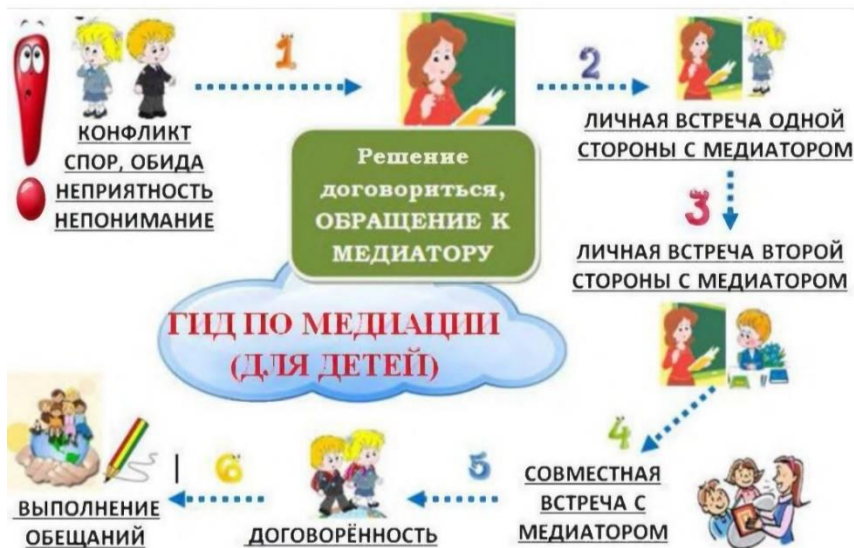 1
КОНФЛИКТ
СПОР, ОБИДА
НЕПРИЯТНОСТЬ
НЕПОНИМАНИЕ
Решение
договориться,
ОБРАЩЕНИЕ К
МЕДИАТОРУ
2
ЛИЧНАЯ ВСТРЕЧА ОДНОЙ
СТОРОНЫ С МЕДИАТОРОМ
3
ЛИЧНАЯ ВСТРЕЧА ВТОРОЙ
СТОРОНЫ С МЕДИАТОРОМ
ГИД ПО МЕДИАЦИИ
(ДЛЯ ДЕТЕЙ)
4
СОВМЕСТНАЯ
ВСТРЕЧА С
МЕДИАТОРОМ
5
ДОГОВОРЁННОСТЬ
6
ВЫПОЛНЕНИЕ
ОБЕЩАНИЙ